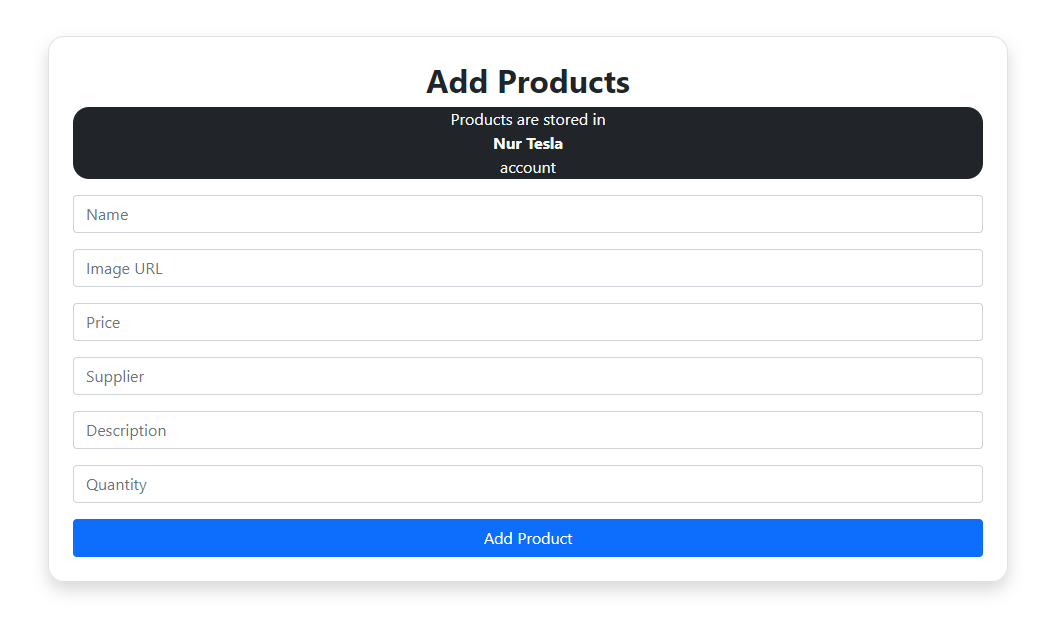 Add Products
Products are stored in
Nur Tesla
account
Name
Image URL
Price
Supplier
Description
Quantity
Add Product